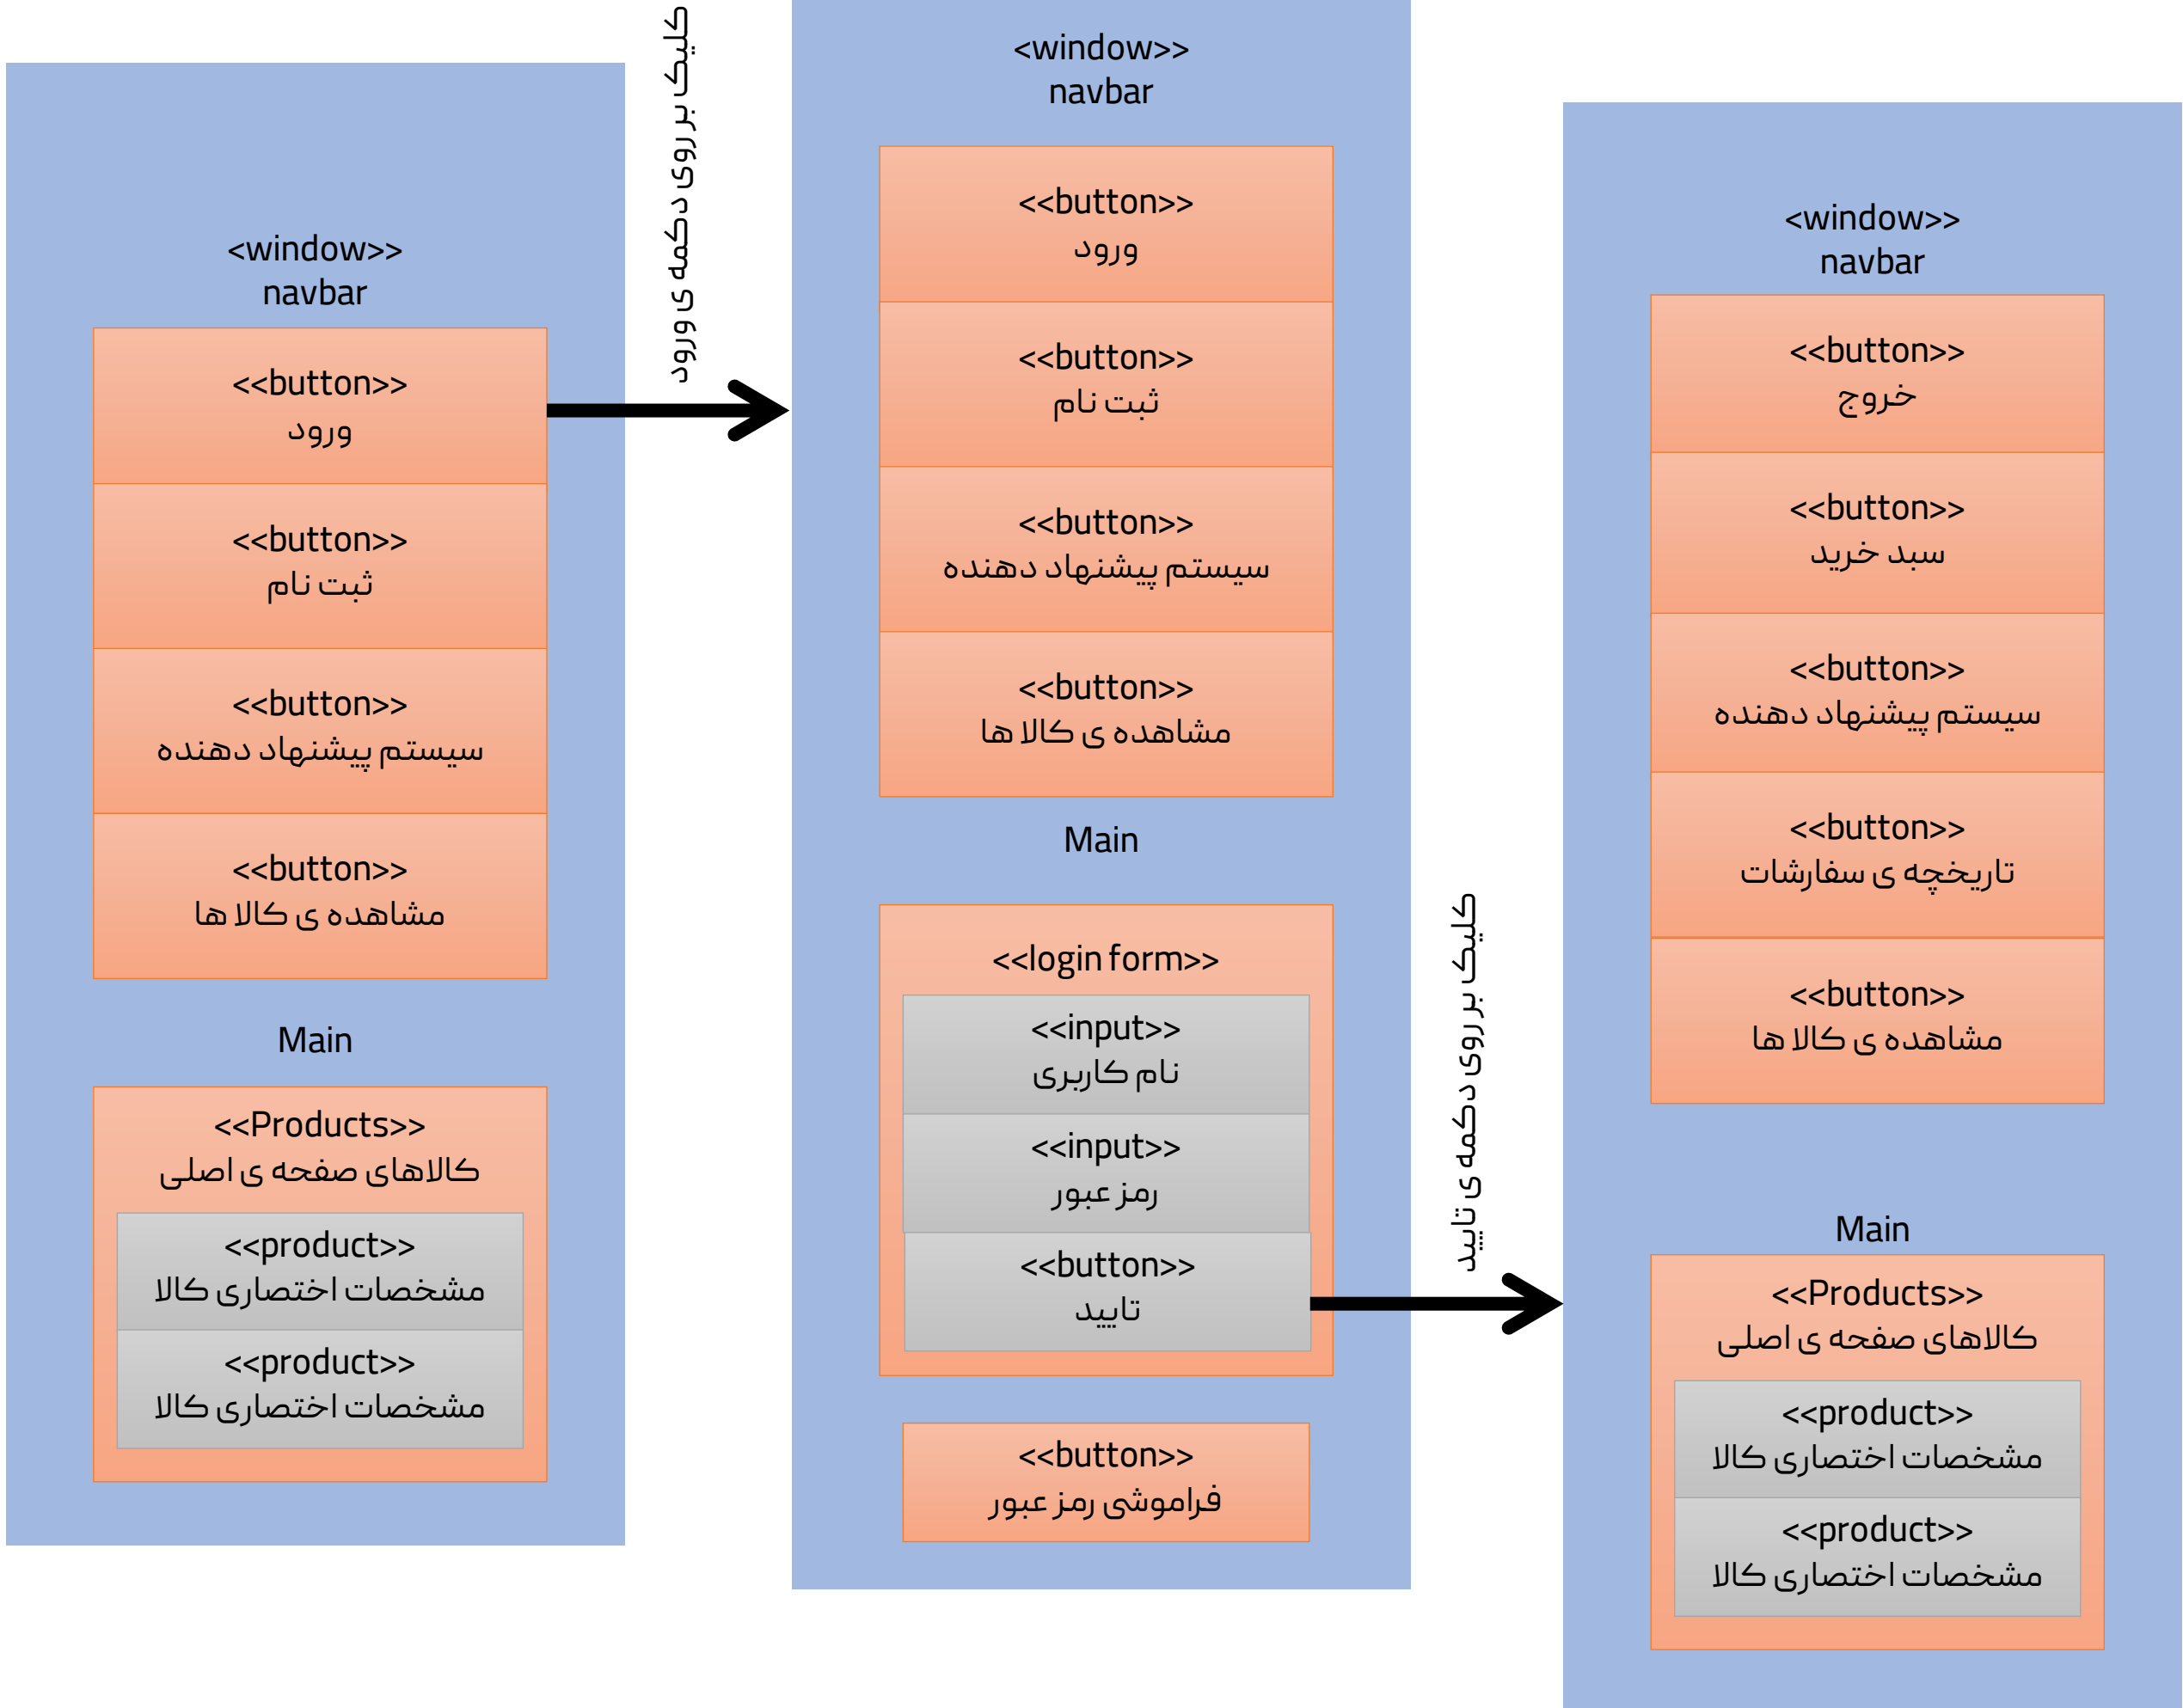 <window>>
navbar
<<button>>
ورود
<<button>>
ثبت نام
<<button>>
سیستم پیشنهاد دهنده
<<button>>
مشاهده ی کالا ها
Main
<<Products>>
کالاهای صفحه ی اصلی
<<product>>
مشخصات اختصاری کالا
<<product>>
مشخصات اختصاری کالا
کلیک بر روی دکمه ی ورود
<window>>
navbar
<<button>>
ورود
<<button>>
ثبت نام
<<button>>
سیستم پیشنهاد دهنده
<<button>>
مشاهده ی کالا ها
Main
<<login form>>
<<input>>
نام کاربری
<<input>>
رمز عبور
<<button>>
تایید
<<button>>
فراموشی رمز عبور
کلیک بر روی دکمه ی تایید
<window>>
navbar
<<button>>
خروج
<<button>>
سبد خرید
<<button>>
سیستم پیشنهاد دهنده
<<button>>
تاریخچه ی سفارشات
<<button>>
مشاهده ی کالا ها
Main
<<Products>>
کالاهای صفحه ی اصلی
<<product>>
مشخصات اختصاری کالا
<<product>>
مشخصات اختصاری کالا